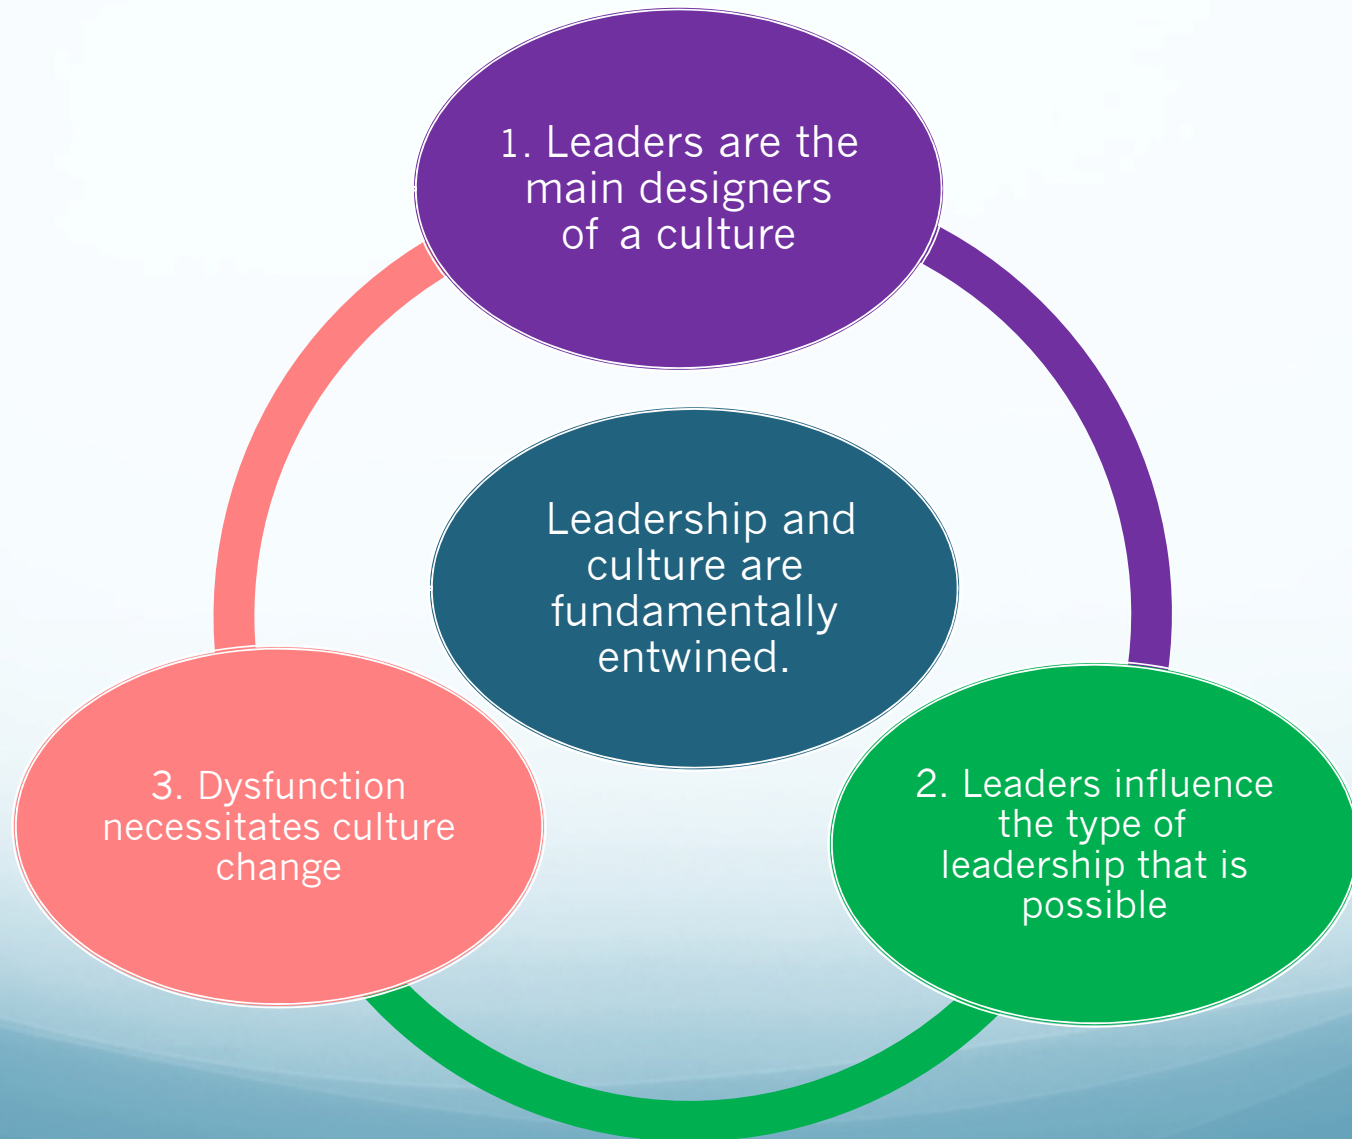 1. Leaders are the
main designers
of a culture
Leadership and
culture are
fundamentally
entwined.
2. Leaders influence
the type of
leadership that is
possible
3. Dysfunction
necessitates culture
change